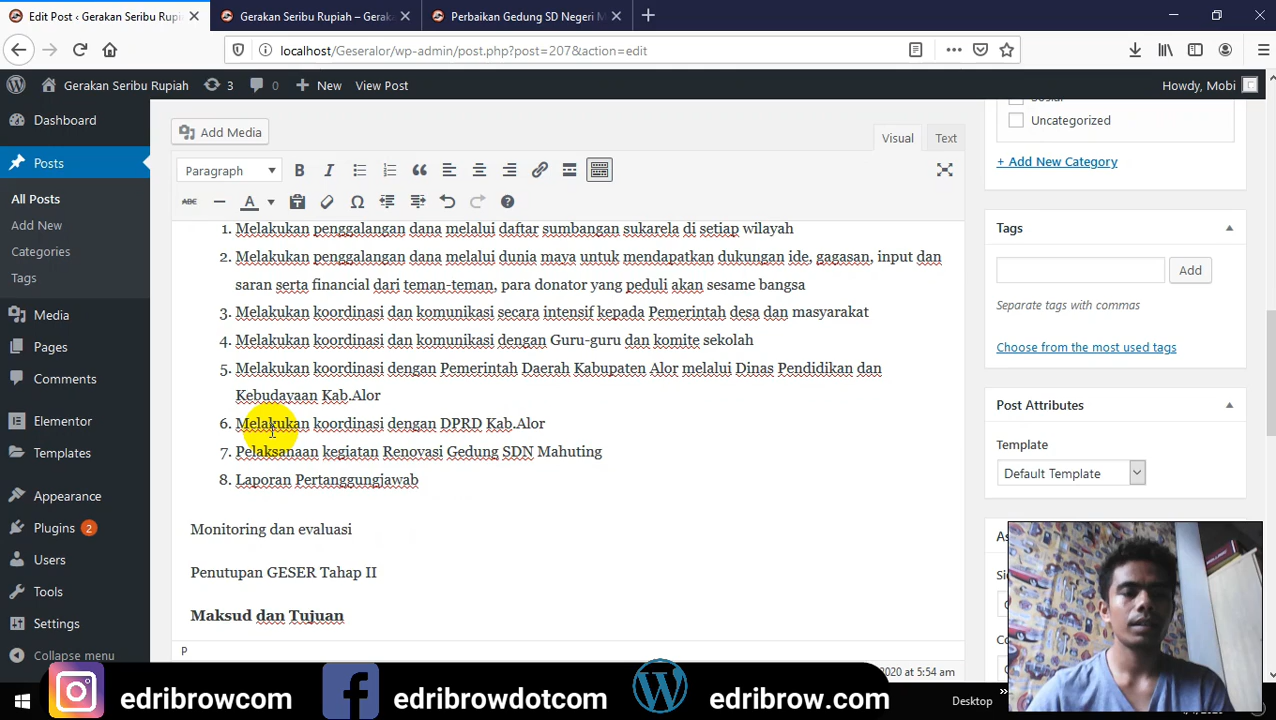 Edit Post ‹ Gerakan Seribu Rupi
Gerakan Seribu Rupiah – Gerak
Perbaikan Gedung SD Negeri M
localhost/Geseralor/wp-admin/post.php?post=207&action=edit
Gerakan Seribu Rupiah
3
0
New
View Post
Howdy, Mobi
Dashboard
Posts
All Posts
Add New
Categories
Tags
Media
Pages
Comments
Elementor
Templates
Appearance
Plugins 2
Users
Tools
Settings
Collapse menu
Add Media
Visual
Text
Paragraph
B
I
ABC
A
1. Melakukan penggalangan dana melalui daftar sumbangan sukarela di setiap wilayah
2. Melakukan penggalangan dana melalui dunia maya untuk mendapatkan dukungan ide, gagasan, input dan
saran serta financial dari teman-teman, para donator yang peduli akan sesame bangsa
3. Melakukan koordinasi dan komunikasi secara intensif kepada Pemerintah desa dan masyarakat
4. Melakukan koordinasi dan komunikasi dengan Guru-guru dan komite sekolah
5. Melakukan koordinasi dengan Pemerintah Daerah Kabupaten Alor melalui Dinas Pendidikan dan
Kebudayaan Kab.Alor
6. Melakukan koordinasi dengan DPRD Kab.Alor
7. Pelaksanaan kegiatan Renovasi Gedung SDN Mahuting
8. Laporan Pertanggungjawab
Monitoring dan evaluasi
Penutupan GESER Tahap II
Maksud dan Tujuan
P
2020 at 5:54 am
Uncategorized
+ Add New Category
Tags
Add
Separate tags with commas
Choose from the most used tags
Post Attributes
Template
Default Template
edribrowcom
edribrowdotcom
edribrow.com
Desktop